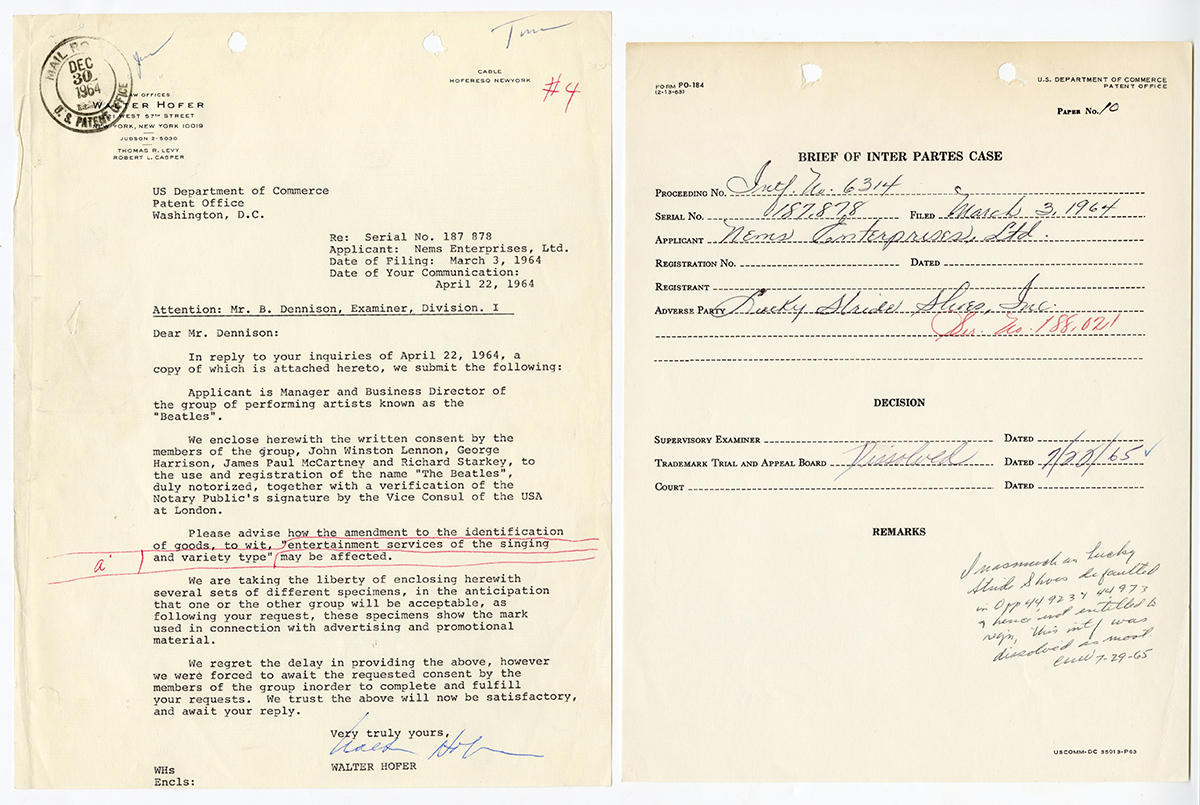 MAIL RO
DEC
30
1964
U. S. PATENT OFFICE
Tom
CABLE
HOFERESQ NEWYORK
#4
LAW OFFICES
WALTER HOFER
WEST 57TH STREET
YORK, NEW YORK 10019
JUDSON 2-5030
THOMAS R. LEVY
ROBERT L. CASPER
US Department of Commerce
Patent Office
Washington, D.C.
Re: Serial No. 187 878
Applicant: Nems Enterprises, Ltd.
Date of Filing: March 3, 1964
Date of Your Communication:
April 22, 1964
Attention: Mr. B. Dennison, Examiner, Division. I
Dear Mr. Dennison:
In reply to your inquiries of April 22, 1964, a
copy of which is attached hereto, we submit the following:
Applicant is Manager and Business Director of
the group of performing artists known as the
"Beatles".
We enclose herewith the written consent by the
members of the group, John Winston Lennon, George
Harrison, James Paul McCartney and Richard Starkey, to
the use and registration of the name "The Beatles",
duly notorized, together with a verification of the
Notary Public's signature by the Vice Consul of the USA
at London.
Please advise how the amendment to the identification
of goods, to wit, "entertainment services of the singing
a and variety type" may be affected.
We are taking the liberty of enclosing herewith
several sets of different specimens, in the anticipation
that one or the other group will be acceptable, as
following your request, these specimens show the mark
used in connection with advertising and promotional
material.
We regret the delay in providing the above, however
we were forced to await the requested consent by the
members of the group inorder to complete and fulfill
your requests. We trust the above will now be satisfactory,
and await your reply.
Very truly yours,
Walter Hofer
WALTER HOFER
WHs
Encls:
FORM PO-184
(2-13-63)
U.S. DEPARTMENT OF COMMERCE
PATENT OFFICE
PAPER NO. 10
BRIEF OF INTER PARTES CASE
PROCEEDING NO. Intf. No. 6314
SERIAL NO. 187,878 FILED March 3, 1964
APPLICANT Nems Enterprises, Ltd.
REGISTRATION NO. DATED
REGISTRANT
ADVERSE PARTY Lucky Stride Shoes, Inc.
Ser. No. 188,021
DECISION
SUPERVISORY EXAMINER DATED
TRADEMARK TRIAL AND APPEAL BOARD Dissolved DATED 7/29/65
COURT DATED
REMARKS
Inasmuch as Lucky
Stride Shoes defaulted
in Opp 44,923 & 44,973
& hence not entitled to
regn, this intf was
dissolved as moot.
7-29-65
USCOMM-DC 35013-P63